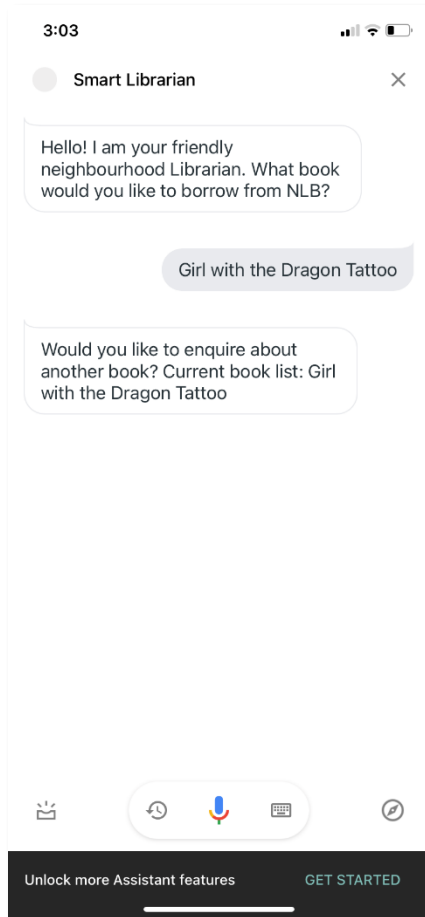 3:03
Smart Librarian
Hello! I am your friendly
neighbourhood Librarian. What book
would you like to borrow from NLB?
Girl with the Dragon Tattoo
Would you like to enquire about
another book? Current book list: Girl
with the Dragon Tattoo
Unlock more Assistant features
GET STARTED